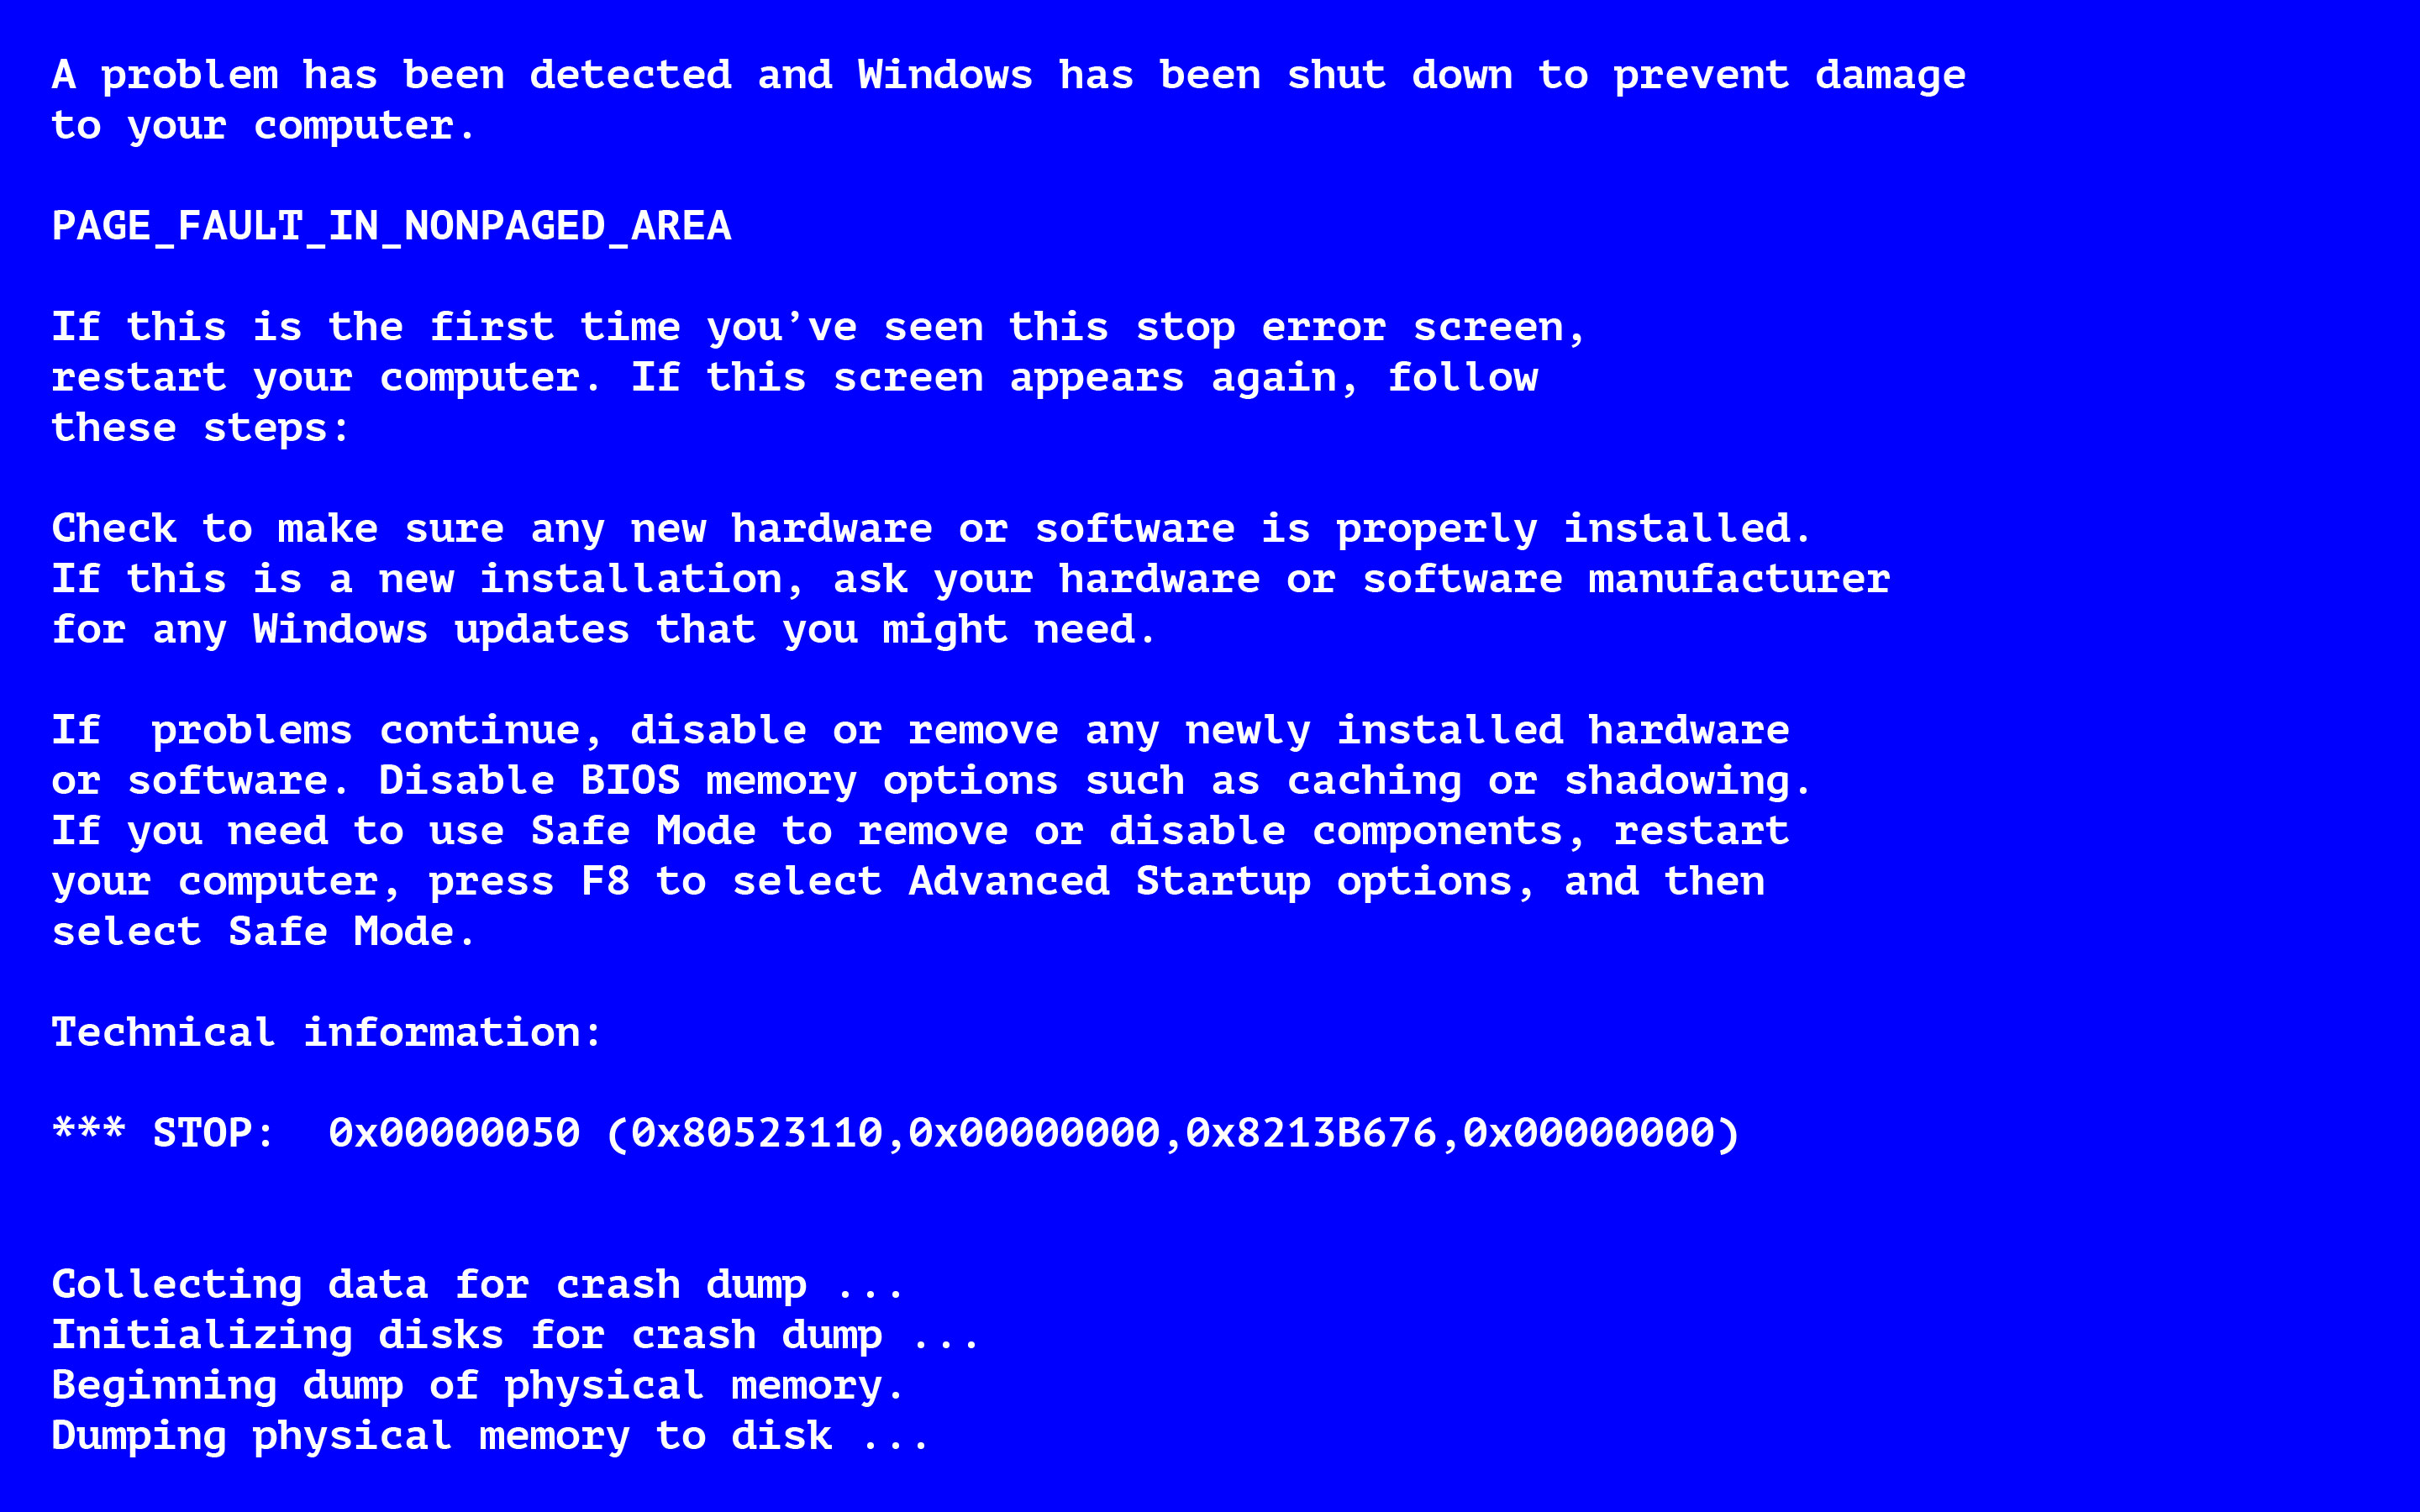 A problem has been detected and Windows has been shut down to prevent damage
to your computer.
PAGE_FAULT_IN_NONPAGED_AREA
If this is the first time you’ve seen this stop error screen,
restart your computer. If this screen appears again, follow
these steps:
Check to make sure any new hardware or software is properly installed.
If this is a new installation, ask your hardware or software manufacturer
for any Windows updates that you might need.
If  problems continue, disable or remove any newly installed hardware
or software. Disable BIOS memory options such as caching or shadowing.
If you need to use Safe Mode to remove or disable components, restart
your computer, press F8 to select Advanced Startup options, and then
select Safe Mode.
Technical information:
*** STOP:  0x00000050 (0x80523110,0x00000000,0x8213B676,0x00000000)
Collecting data for crash dump ...
Initializing disks for crash dump ...
Beginning dump of physical memory.
Dumping physical memory to disk ...